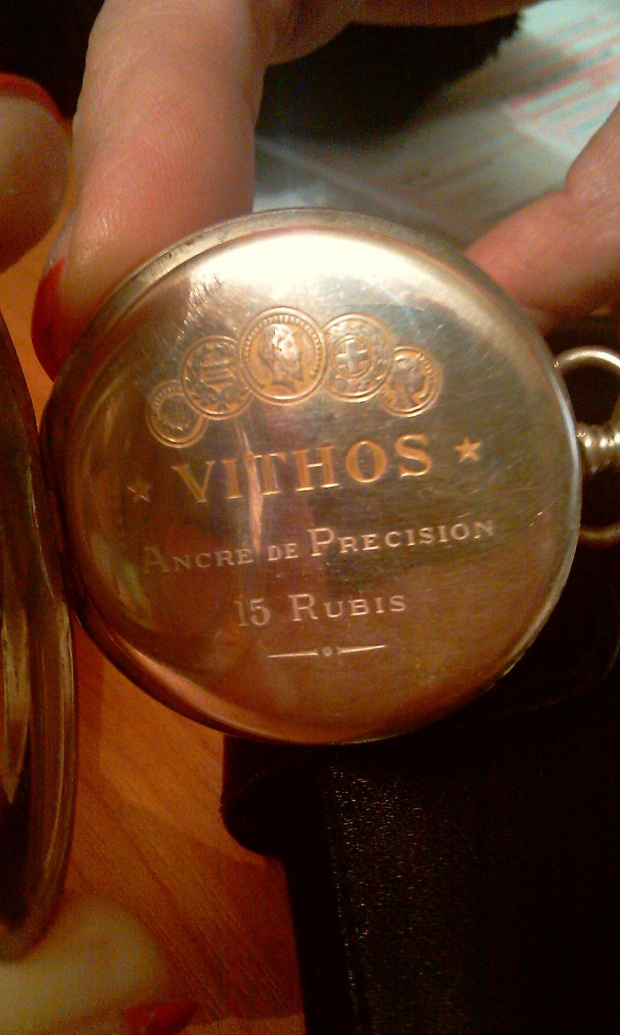 VITHOS
ANCRE DE PRECISION
15 RUBIS